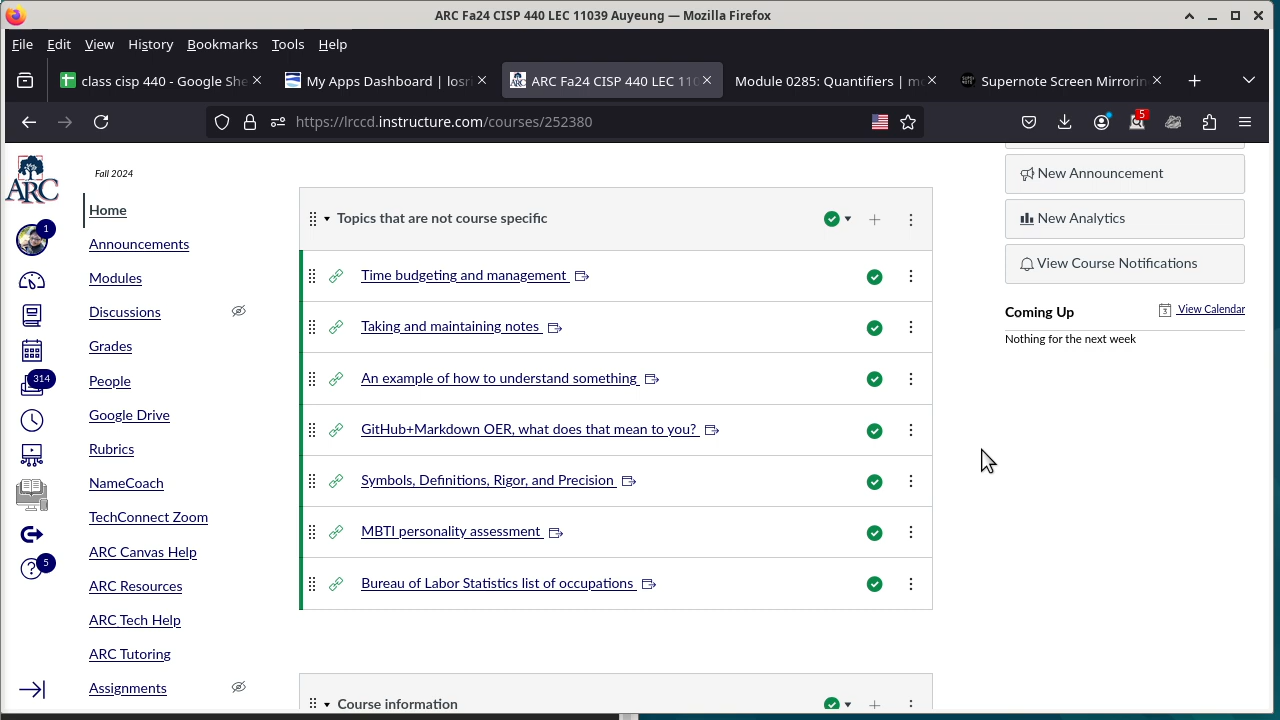 ARC Fa24 CISP 440 LEC 11039 Auyeung — Mozilla Firefox
File Edit View History Bookmarks Tools Help
class cisp 440 - Google She
My Apps Dashboard | losri
ARC Fa24 CISP 440 LEC 110
Module 0285: Quantifiers | m
Supernote Screen Mirrorin
https://lrccd.instructure.com/courses/252380
5
ARC
1
314
5
Fall 2024
Home
Announcements
Modules
Discussions
Grades
People
Google Drive
Rubrics
NameCoach
TechConnect Zoom
ARC Canvas Help
ARC Resources
ARC Tech Help
ARC Tutoring
Assignments
Topics that are not course specific
Time budgeting and management
Taking and maintaining notes
An example of how to understand something
GitHub+Markdown OER, what does that mean to you?
Symbols, Definitions, Rigor, and Precision
MBTI personality assessment
Bureau of Labor Statistics list of occupations
Course information
New Announcement
New Analytics
View Course Notifications
Coming Up
3 View Calendar
Nothing for the next week